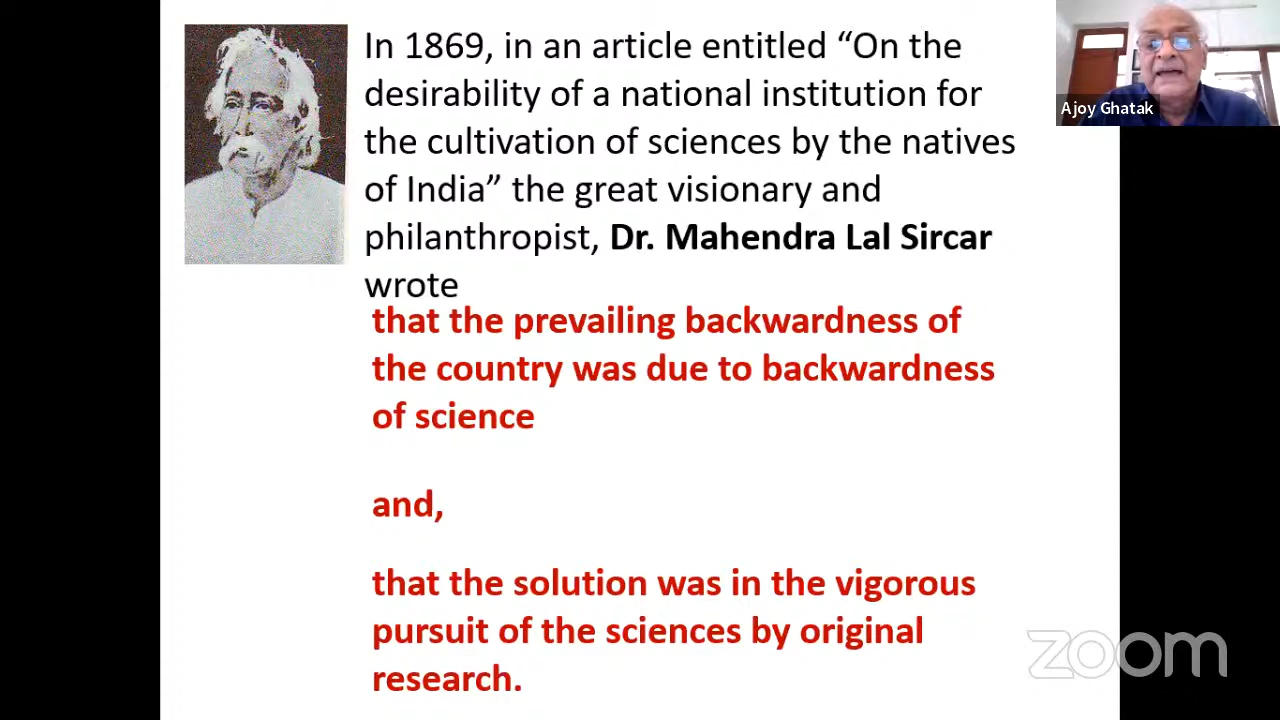 In 1869, in an article entitled “On the
desirability of a national institution for
the cultivation of sciences by the natives
of India” the great visionary and
philanthropist, Dr. Mahendra Lal Sircar
wrote
that the prevailing backwardness of
the country was due to backwardness
of science
and,
that the solution was in the vigorous
pursuit of the sciences by original
research.
Ajoy Ghatak
zoom